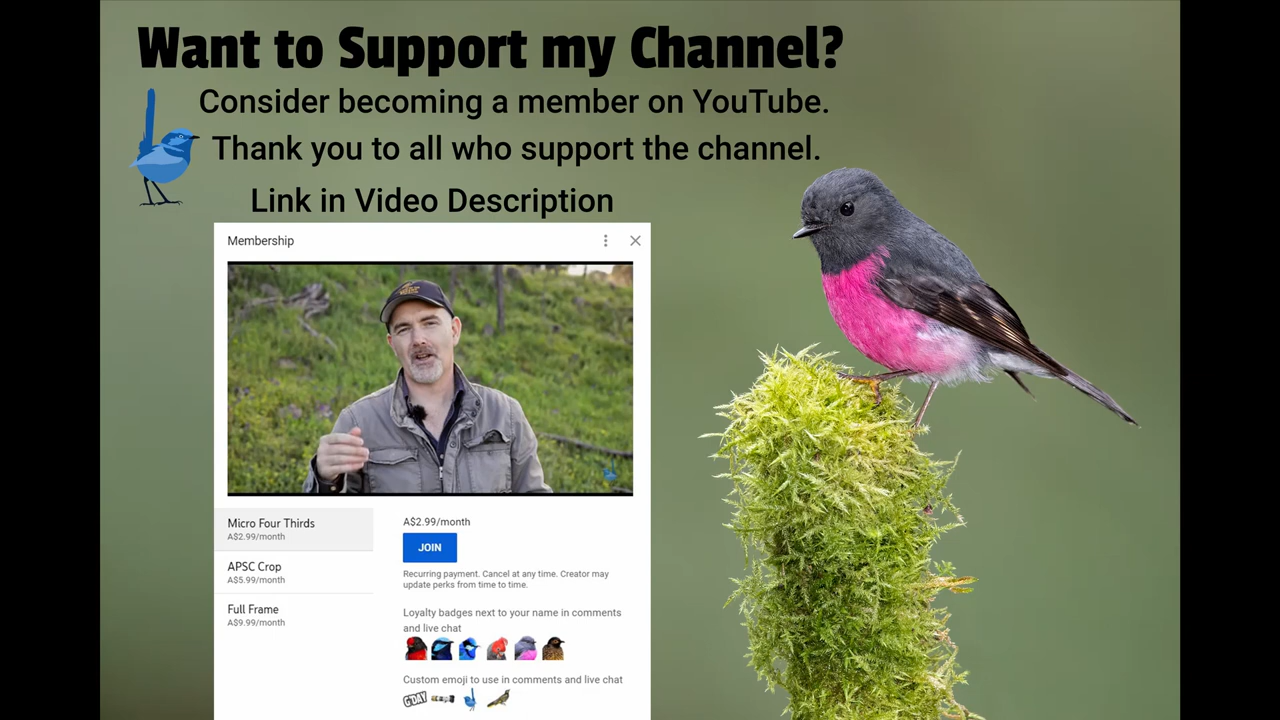 Want to Support my Channel?
Consider becoming a member on YouTube.
Thank you to all who support the channel.
Link in Video Description
Membership
Micro Four Thirds
A$2.99/month
APSC Crop
A$5.99/month
Full Frame
A$9.99/month
A$2.99/month
JOIN
Recurring payment. Cancel at any time. Creator may
update perks from time to time.
Loyalty badges next to your name in comments
and live chat
Custom emoji to use in comments and live chat
G'DAY